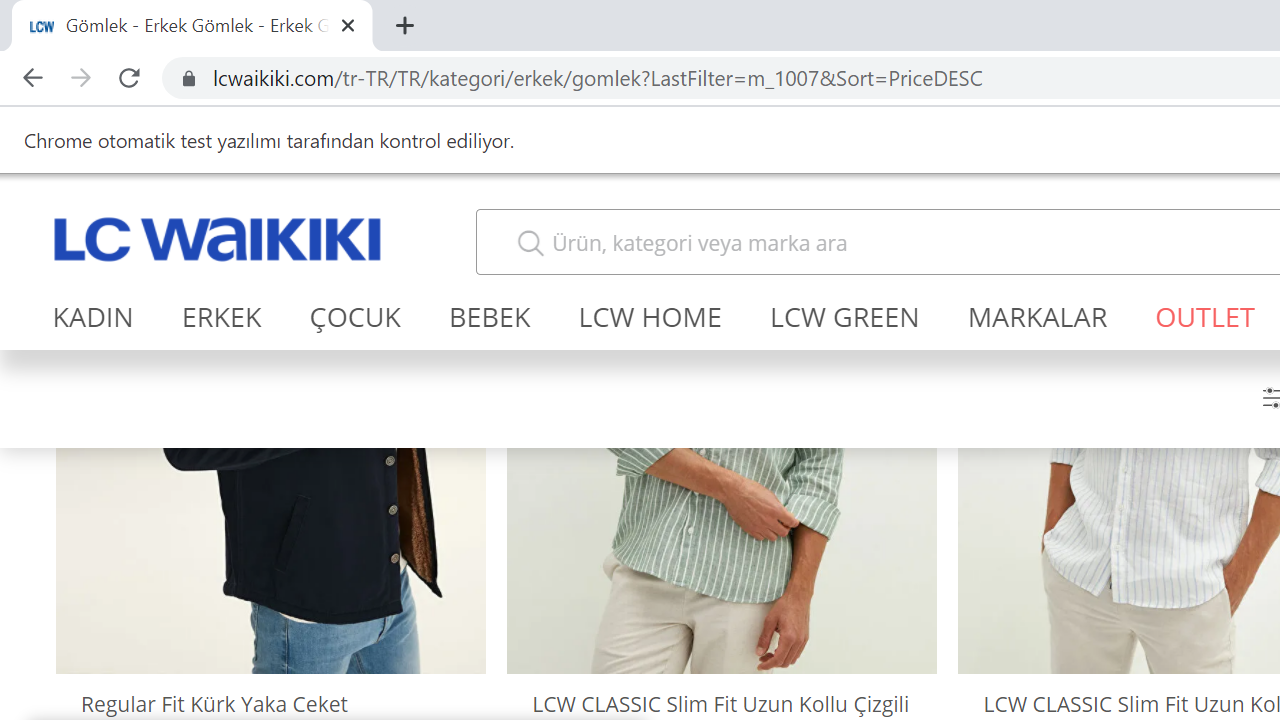 LCW Gömlek - Erkek Gömlek - Erkek
lcwaikiki.com/tr-TR/TR/kategori/erkek/gomlek?LastFilter=m_1007&Sort=PriceDESC
Chrome otomatik test yazılımı tarafından kontrol ediliyor.
LC WAIKIKI
Ürün, kategori veya marka ara
KADIN ERKEK ÇOCUK BEBEK LCW HOME LCW GREEN MARKALAR OUTLET
Regular Fit Kürk Yaka Ceket LCW CLASSIC Slim Fit Uzun Kollu Çizgili LCW CLASSIC Slim Fit Uzun